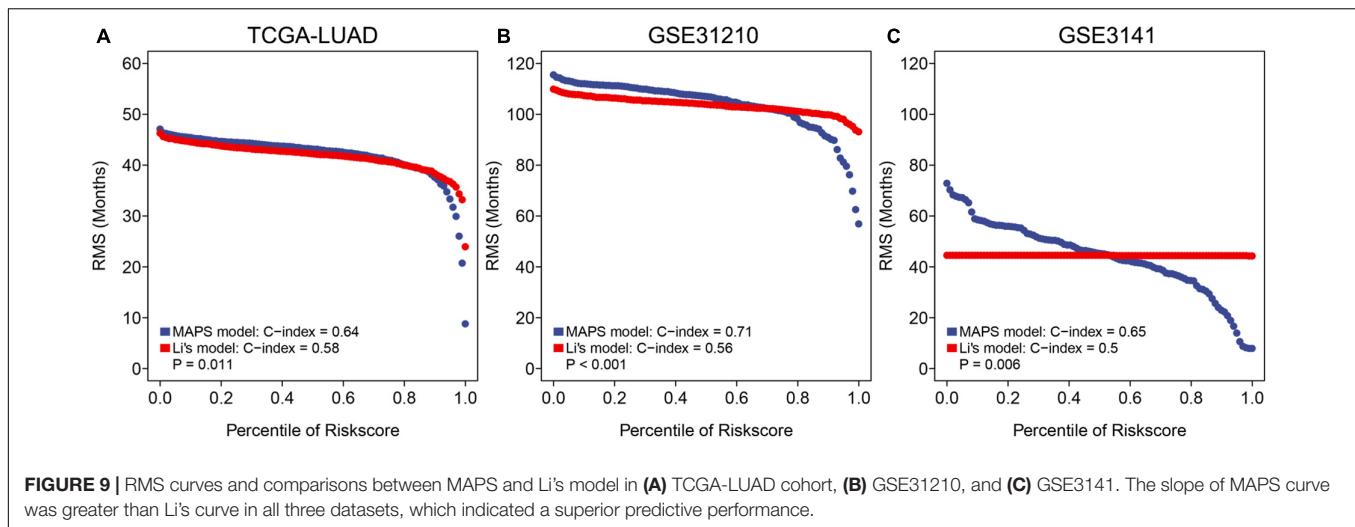 A TCGA-LUAD
60
50
40
30
20
10
0
RMS (Months)
MAPS model: C−index = 0.64
Li's model: C−index = 0.58
P = 0.011
0.0 0.2 0.4 0.6 0.8 1.0
Percentile of Riskscore
B GSE31210
120
100
80
60
40
20
0
RMS (Months)
MAPS model: C−index = 0.71
Li's model: C−index = 0.56
P < 0.001
0.0 0.2 0.4 0.6 0.8 1.0
Percentile of Riskscore
C GSE3141
120
100
80
60
40
20
0
RMS (Months)
MAPS model: C−index = 0.65
Li's model: C−index = 0.5
P = 0.006
0.0 0.2 0.4 0.6 0.8 1.0
Percentile of Riskscore
FIGURE 9 | RMS curves and comparisons between MAPS and Li's model in (A) TCGA-LUAD cohort, (B) GSE31210, and (C) GSE3141. The slope of MAPS curve
was greater than Li's curve in all three datasets, which indicated a superior predictive performance.